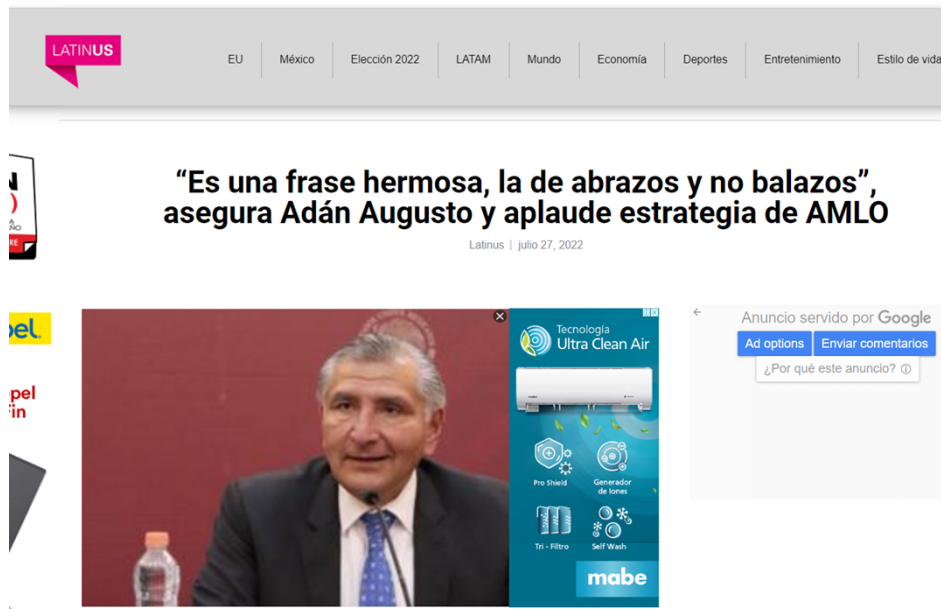 LATINUS
EU
México
Elección 2022
LATAM
Mundo
Economía
Deportes
Entretenimiento
Estilo de vida
“Es una frase hermosa, la de abrazos y no balazos”,
asegura Adán Augusto y aplaude estrategia de AMLO
Latinus | julio 27, 2022
pel
in
Tecnología
Ultra Clean Air
Pro Shield
Generador
de Iones
Tri - Filtro
Self Wash
mabe
Anuncio servido por Google
Ad options
Enviar comentarios
¿Por qué este anuncio?